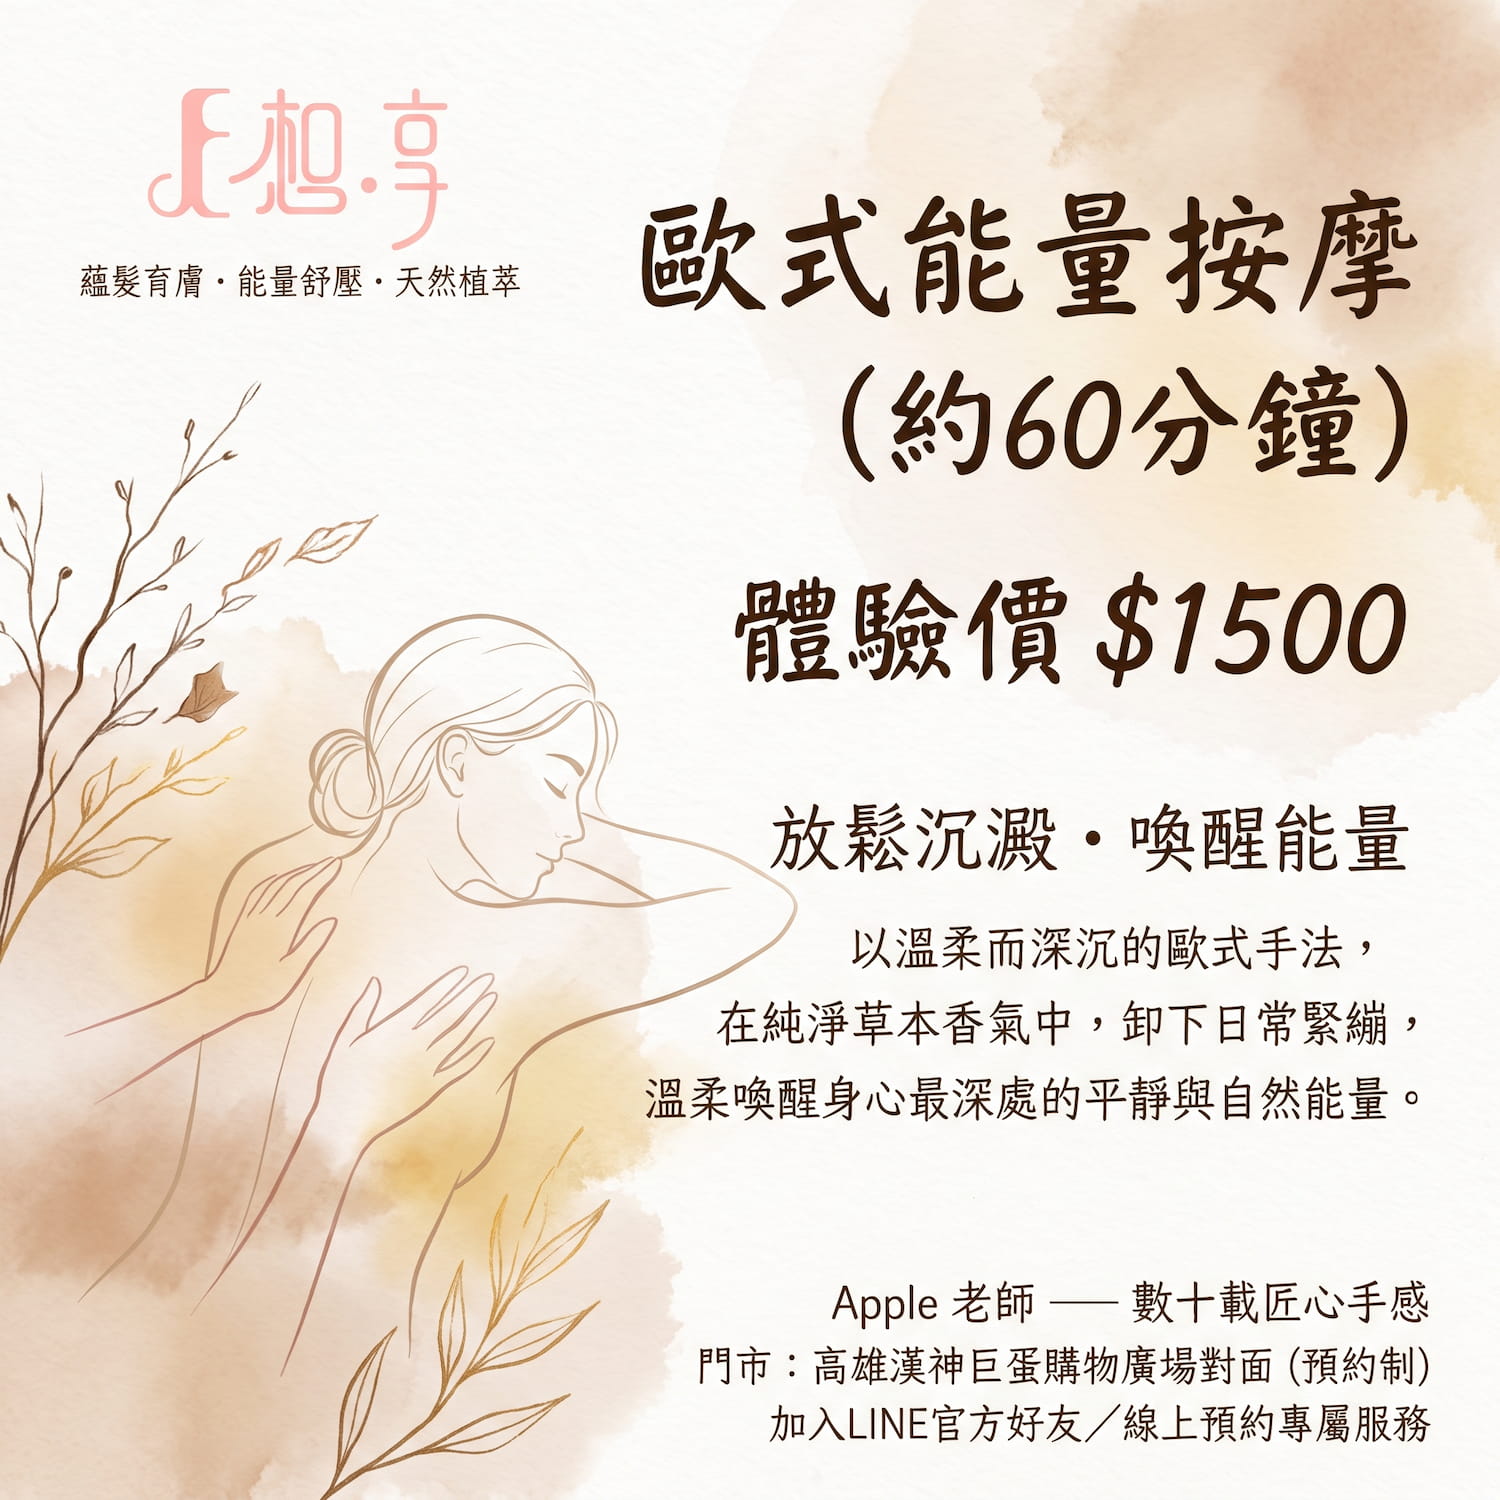 想·享
蘊髮育膚·能量舒壓·天然植萃
歐式能量按摩
(約60分鐘)
體驗價 $1500
放鬆沉澱·喚醒能量
以溫柔而深沉的歐式手法，
在純淨草本香氣中，卸下日常緊繃，
溫柔喚醒身心最深處的平靜與自然能量。
Apple 老師 —— 數十載匠心手感
門市：高雄漢神巨蛋購物廣場對面 (預約制)
加入LINE官方好友／線上預約專屬服務